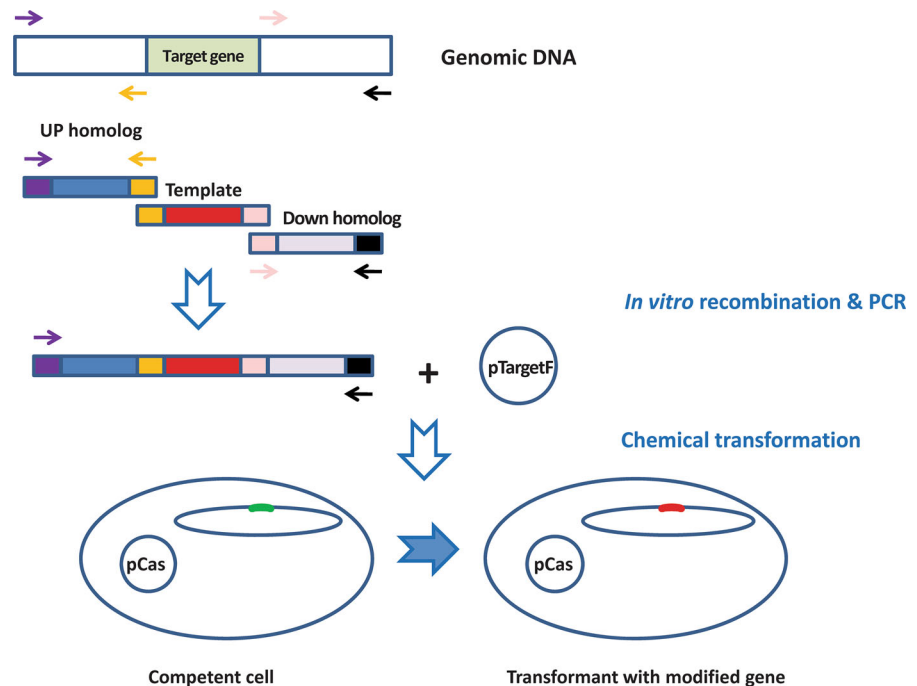 Target gene
Genomic DNA
UP homolog
Template
Down homolog
In vitro recombination & PCR
+
pTargetF
Chemical transformation
pCas
pCas
Competent cell
Transformant with modified gene